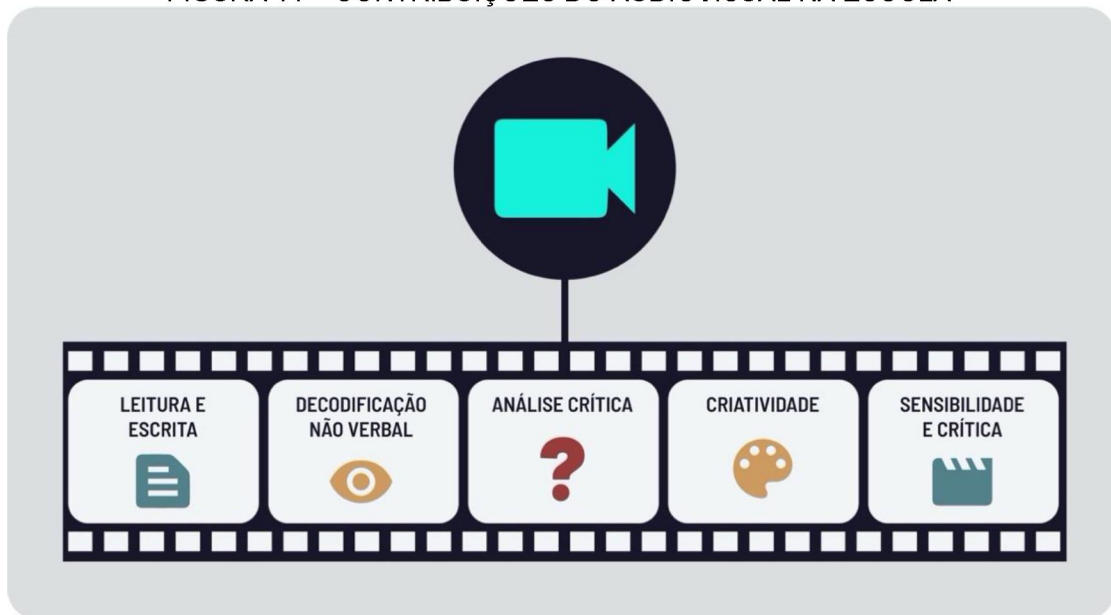 LEITURA E
ESCRITA
DECODIFICAÇÃO
NÃO VERBAL
ANÁLISE CRÍTICA
CRIATIVIDADE
SENSIBILIDADE
E CRÍTICA